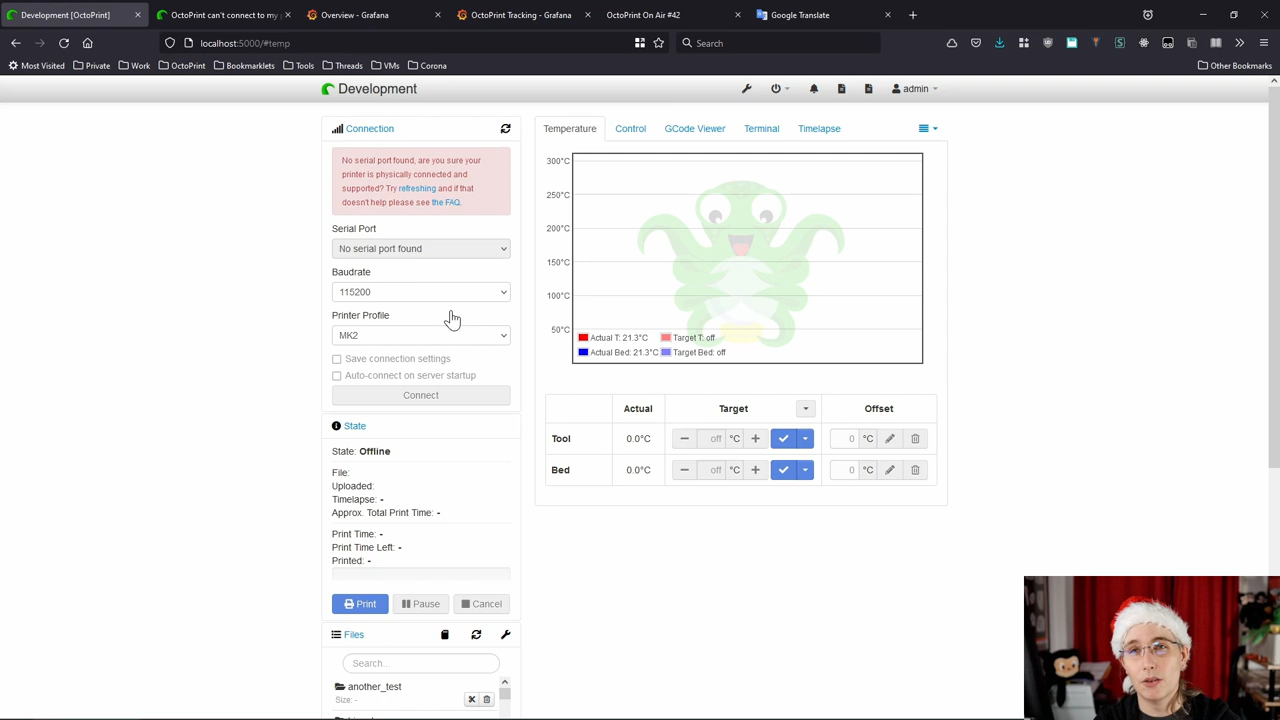 Development [OctoPrint]
OctoPrint can't connect to my p
Overview - Grafana
OctoPrint Tracking - Grafana
OctoPrint On Air #42
Google Translate
localhost:5000/#temp
Search
Most Visited
Private
Work
OctoPrint
Bookmarklets
Tools
Threads
VMs
Corona
Other Bookmarks
Development
admin
Connection
No serial port found, are you sure your
printer is physically connected and
supported? Try refreshing and if that
doesn't help please see the FAQ.
Serial Port
No serial port found
Baudrate
115200
Printer Profile
MK2
Save connection settings
Auto-connect on server startup
Connect
State
State: Offline
File:
Uploaded:
Timelapse: -
Approx. Total Print Time: -
Print Time: -
Print Time Left: -
Printed: -
Print
Pause
Cancel
Files
Search...
another_test
Size: -
Temperature
Control
GCode Viewer
Terminal
Timelapse
300°C
250°C
200°C
150°C
100°C
50°C
Actual T: 21.3°C
Target T: off
Actual Bed: 21.3°C
Target Bed: off
Actual
Target
Offset
Tool
0.0°C
off °C
0 °C
Bed
0.0°C
off °C
0 °C